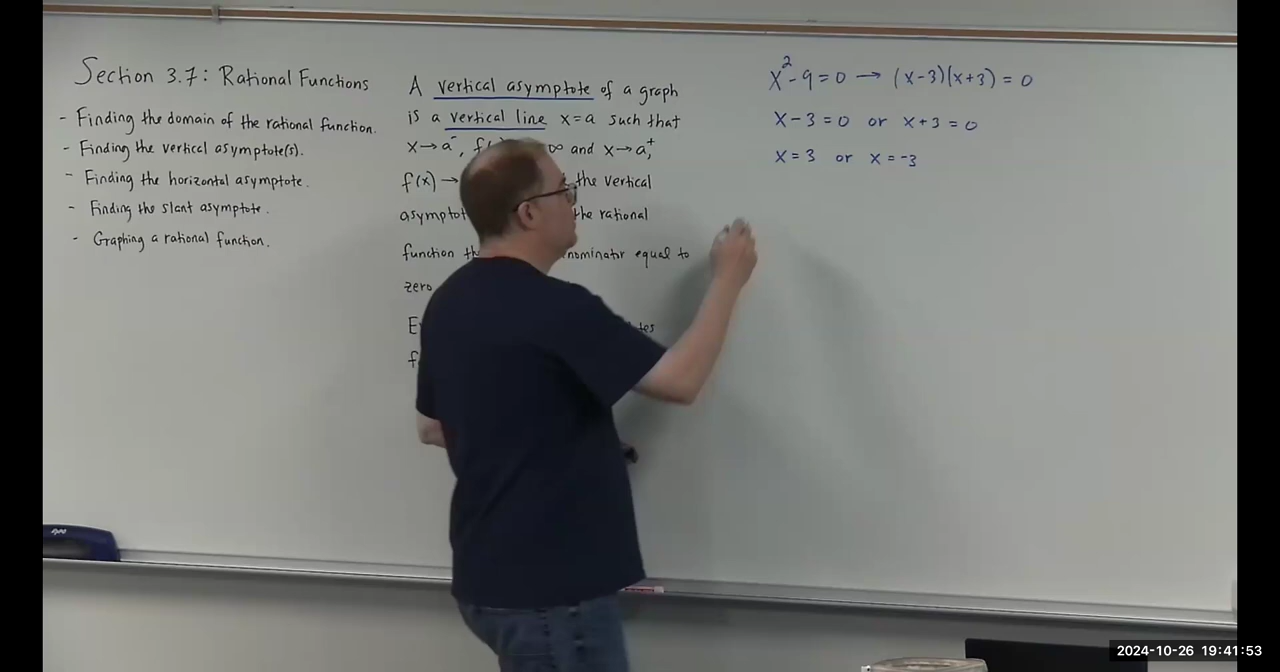 Section 3.7: Rational Functions
- Finding the domain of the rational function.
- Finding the vertical asymptote(s).
- Finding the horizontal asymptote.
- Finding the slant asymptote.
- Graphing a rational function.
A vertical asymptote of a graph
is a vertical line x=a such that
x→a⁻, ∞ and x→a⁺,
f(x)→ the vertical
the rational
function equal to
zero
x²-9=0 → (x-3)(x+3)=0
x-3=0 or x+3=0
x=3 or x=-3
2024-10-26 19:41:53